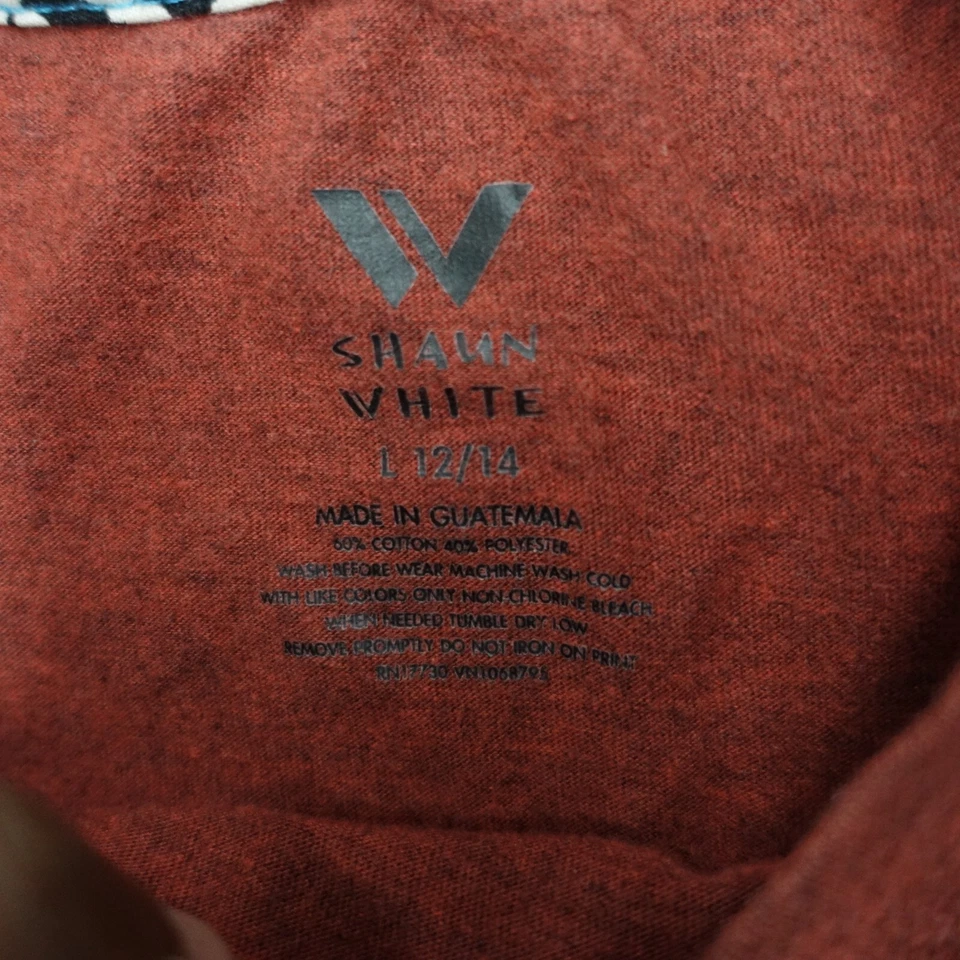 SHAUN
WHITE
L 12/14
MADE IN GUATEMALA
60% COTTON 40% POLYESTER
WASH BEFORE WEAR MACHINE WASH COLD
WITH LIKE COLORS ONLY NON-CHLORINE BLEACH
WHEN NEEDED TUMBLE DRY LOW
REMOVE PROMPTLY DO NOT IRON ON PRINT
RN17730